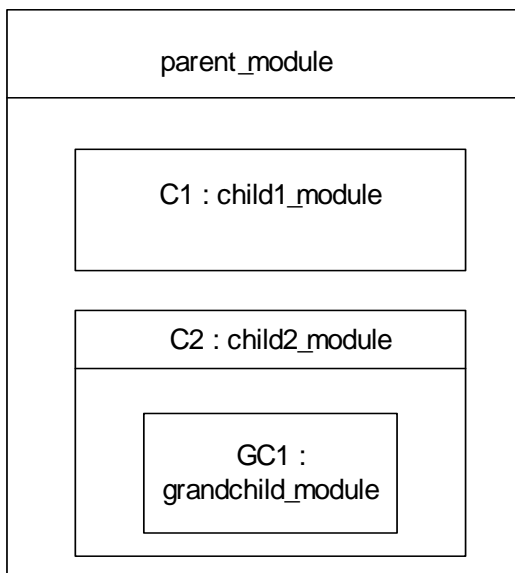 parent_module
C1 : child1_module
C2 : child2_module
GC1 :
grandchild_module